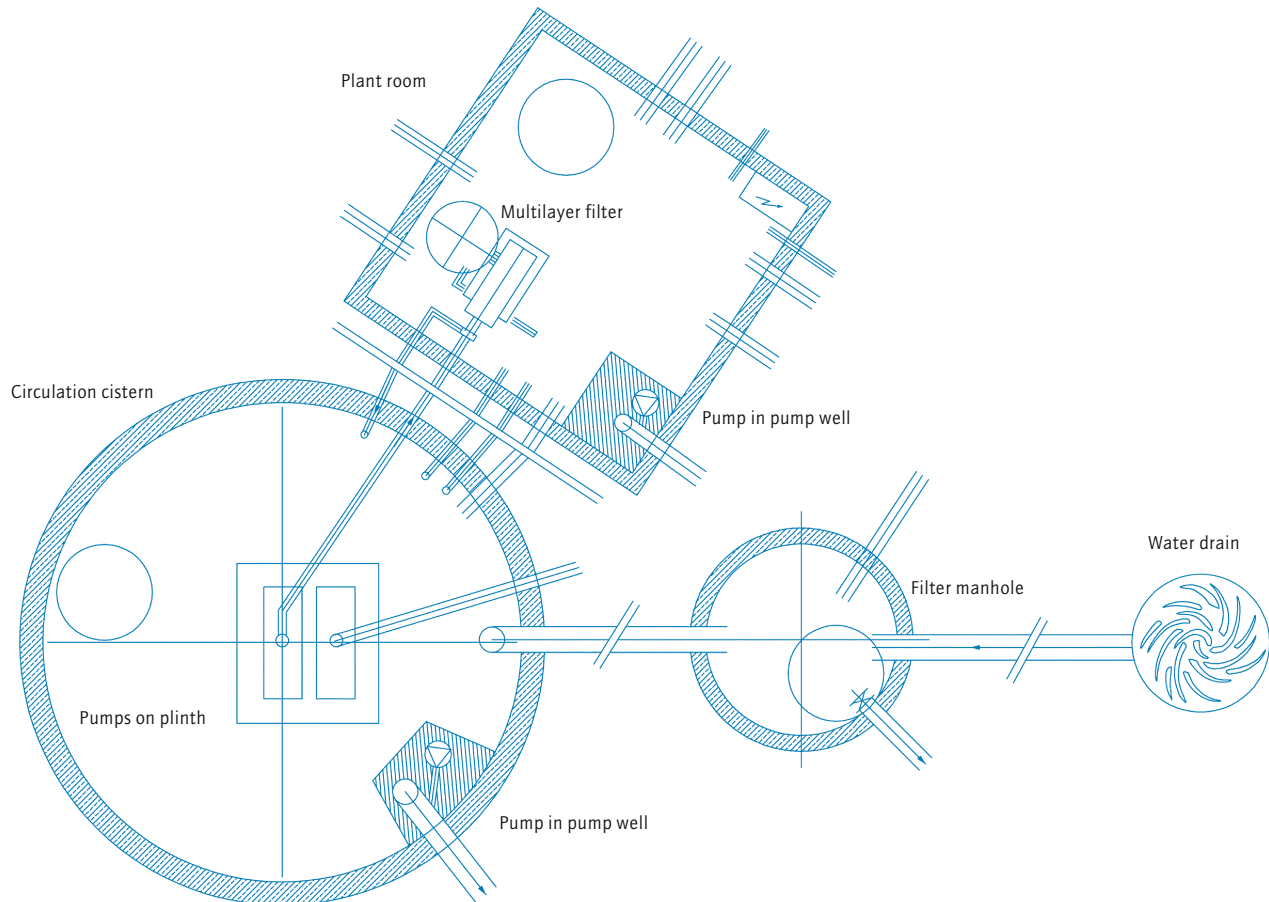 Plant room
Multilayer filter
Circulation cistern
Pump in pump well
Water drain
Filter manhole
Pumps on plinth
Pump in pump well